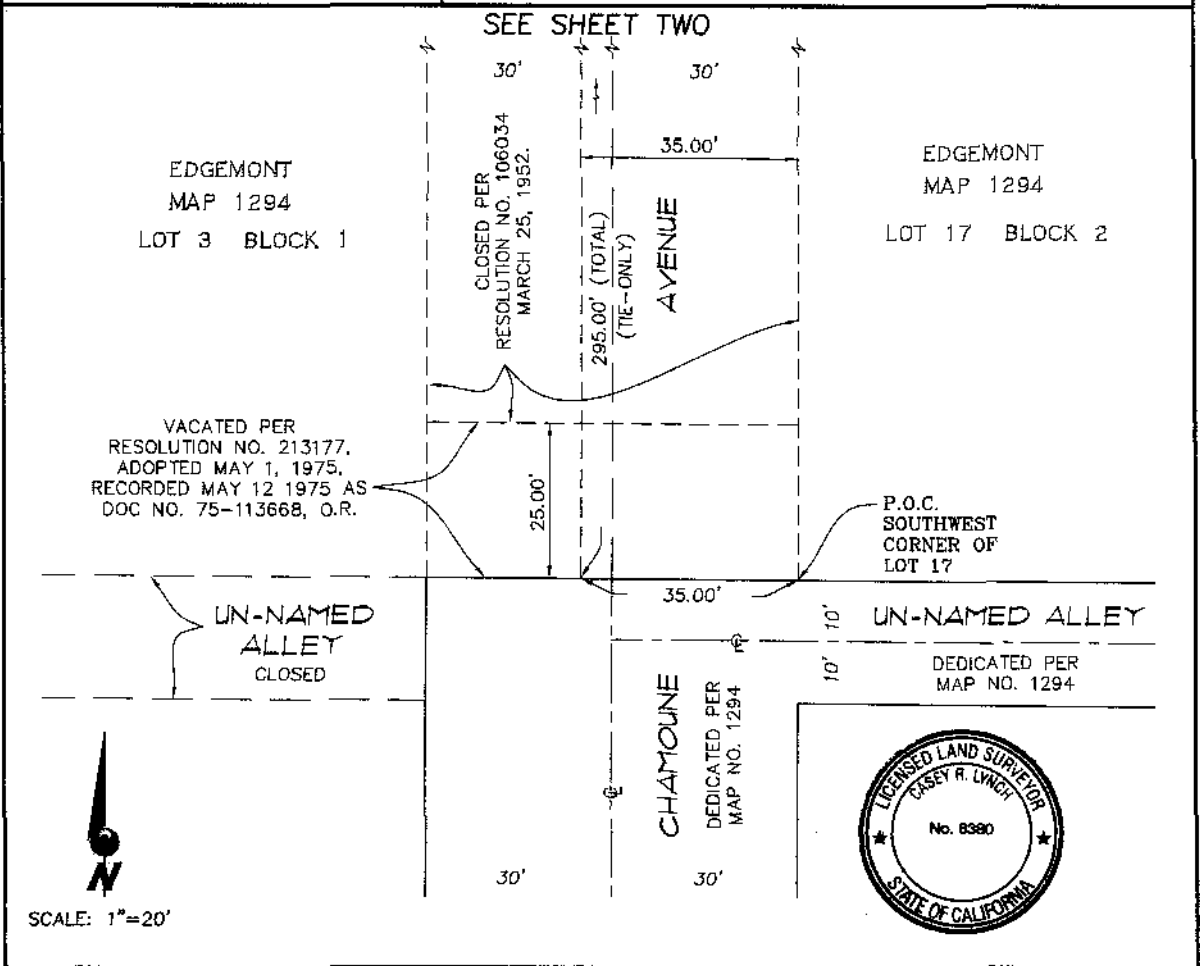 SEE SHEET TWO
30'
30'
35.00'
EDGEMONT
MAP 1294
LOT 3 BLOCK 1
CLOSED PER
RESOLUTION NO. 106034
MARCH 25, 1952.
295.00' (TOTAL)
(TIE-ONLY)
AVENUE
EDGEMONT
MAP 1294
LOT 17 BLOCK 2
VACATED PER
RESOLUTION NO. 213177,
ADOPTED MAY 1, 1975,
RECORDED MAY 12 1975 AS
DOC NO. 75-113668, O.R.
25.00'
P.O.C.
SOUTHWEST
CORNER OF
LOT 17
35.00'
UN-NAMED
ALLEY
CLOSED
10'
10'
UN-NAMED ALLEY
DEDICATED PER
MAP NO. 1294
CHAMOUNE
DEDICATED PER
MAP NO. 1294
30'
30'
N
SCALE: 1"=20'
LICENSED LAND SURVEYOR
CASEY R. LYNCH
No. 8380
STATE OF CALIFORNIA